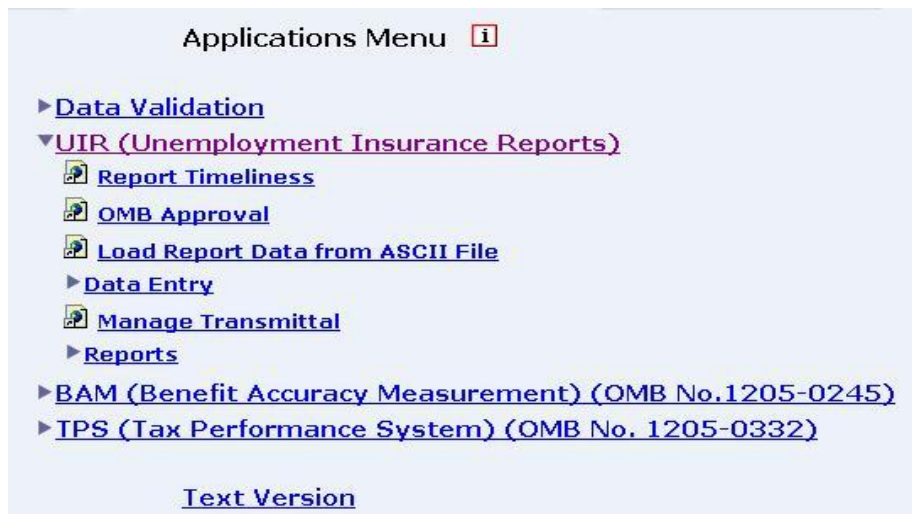 Applications Menu i
Data Validation
UIR (Unemployment Insurance Reports)
Report Timeliness
OMB Approval
Load Report Data from ASCII File
Data Entry
Manage Transmittal
Reports
BAM (Benefit Accuracy Measurement) (OMB No.1205-0245)
TPS (Tax Performance System) (OMB No. 1205-0332)
Text Version